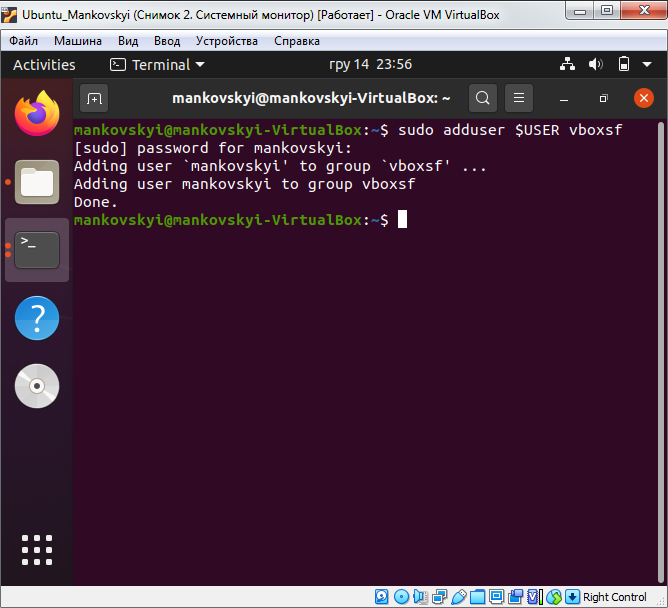 Ubuntu_Mankovskyi (Снимок 2. Системный монитор) [Работает] - Oracle VM VirtualBox
Файл Машина Вид Ввод Устройства Справка
Activities Terminal гру 14 23:56
mankovskyi@mankovskyi-VirtualBox: ~
mankovskyi@mankovskyi-VirtualBox:~$ sudo adduser $USER vboxsf
[sudo] password for mankovskyi:
Adding user `mankovskyi' to group `vboxsf' ...
Adding user mankovskyi to group vboxsf
Done.
mankovskyi@mankovskyi-VirtualBox:~$
Right Control